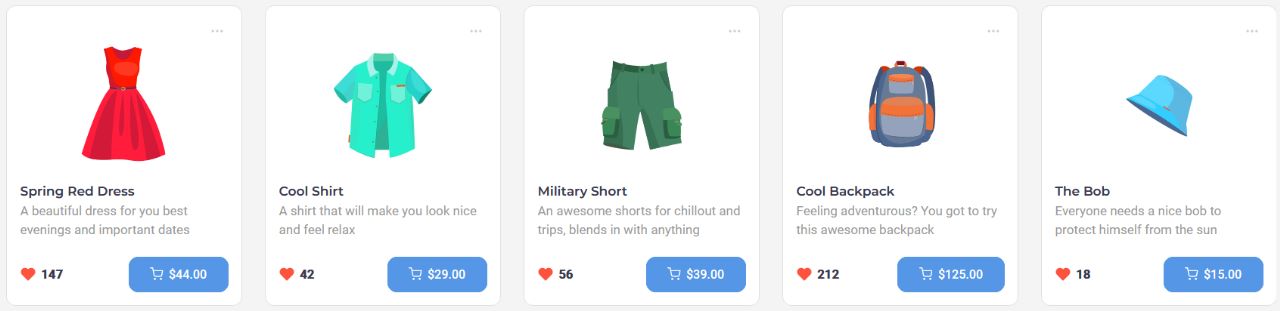 Spring Red Dress
A beautiful dress for you best
evenings and important dates
147
$44.00
Cool Shirt
A shirt that will make you look nice
and feel relax
42
$29.00
Military Short
An awesome shorts for chillout and
trips, blends in with anything
56
$39.00
Cool Backpack
Feeling adventurous? You got to try
this awesome backpack
212
$125.00
The Bob
Everyone needs a nice bob to
protect himself from the sun
18
$15.00